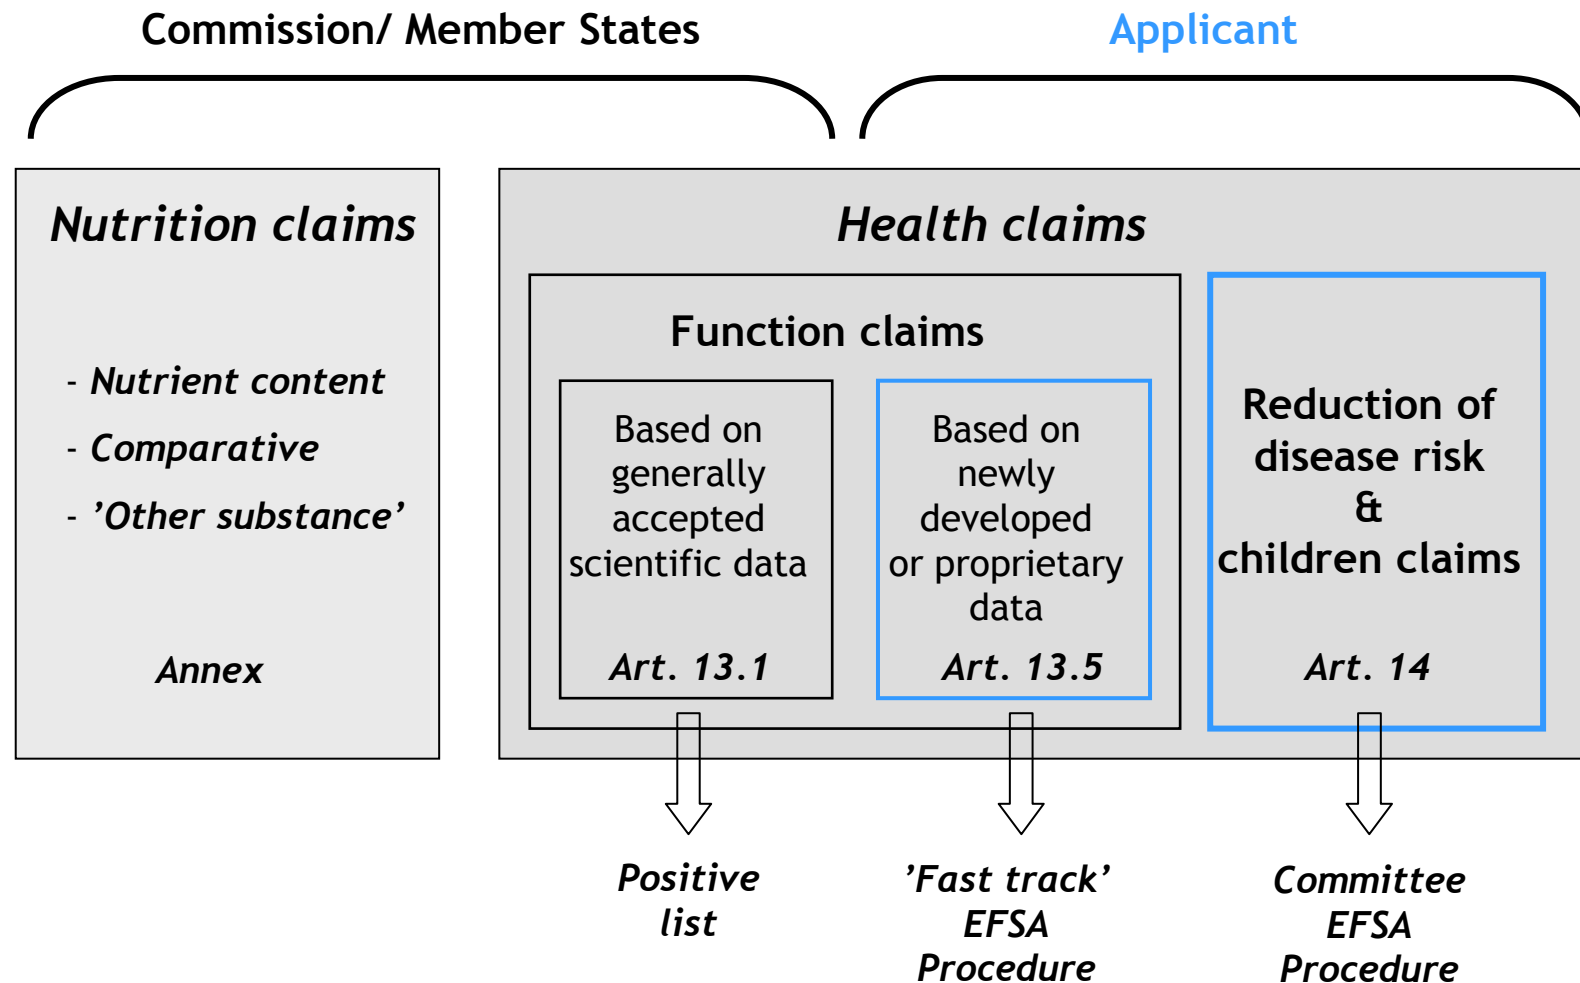 Commission/ Member States
Applicant
Nutrition claims
- Nutrient content
- Comparative
- ’Other substance’
Annex
Health claims
Function claims
Based on
generally
accepted
scientific data
Art. 13.1
Based on
newly
developed
or proprietary
data
Art. 13.5
Reduction of
disease risk
&
children claims
Art. 14
Positive
list
’Fast track’
EFSA
Procedure
Committee
EFSA
Procedure